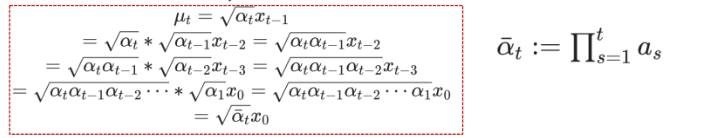 μ_t = √α_t x_{t−1}
= √α_t * √α_{t−1} x_{t−2} = √(α_t α_{t−1}) x_{t−2}
= √(α_t α_{t−1}) * √α_{t−2} x_{t−3} = √(α_t α_{t−1} α_{t−2}) x_{t−3}
= √(α_t α_{t−1} α_{t−2} ⋯ * √α_1 x_0 = √(α_t α_{t−1} α_{t−2} ⋯ α_1) x_0
= √ᾱ_t x_0
ᾱ_t := ∏_{s=1}^{t} a_s